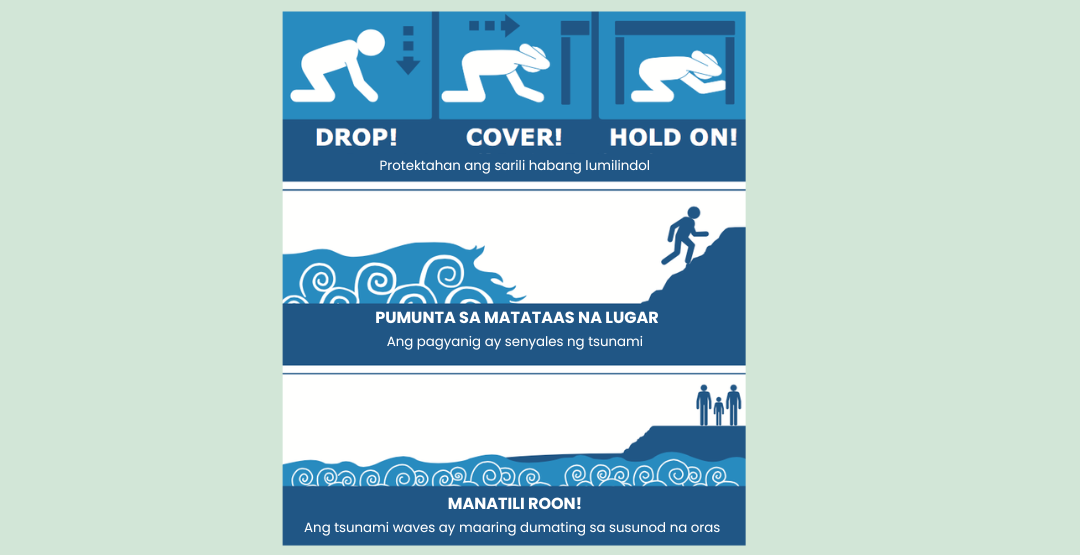 DROP! COVER! HOLD ON!
Protektahan ang sarili habang lumilindol
PUMUNTA SA MATATAAS NA LUGAR
Ang pagyanig ay senyales ng tsunami
MANATILI ROON!
Ang tsunami waves ay maaring dumating sa susunod na oras